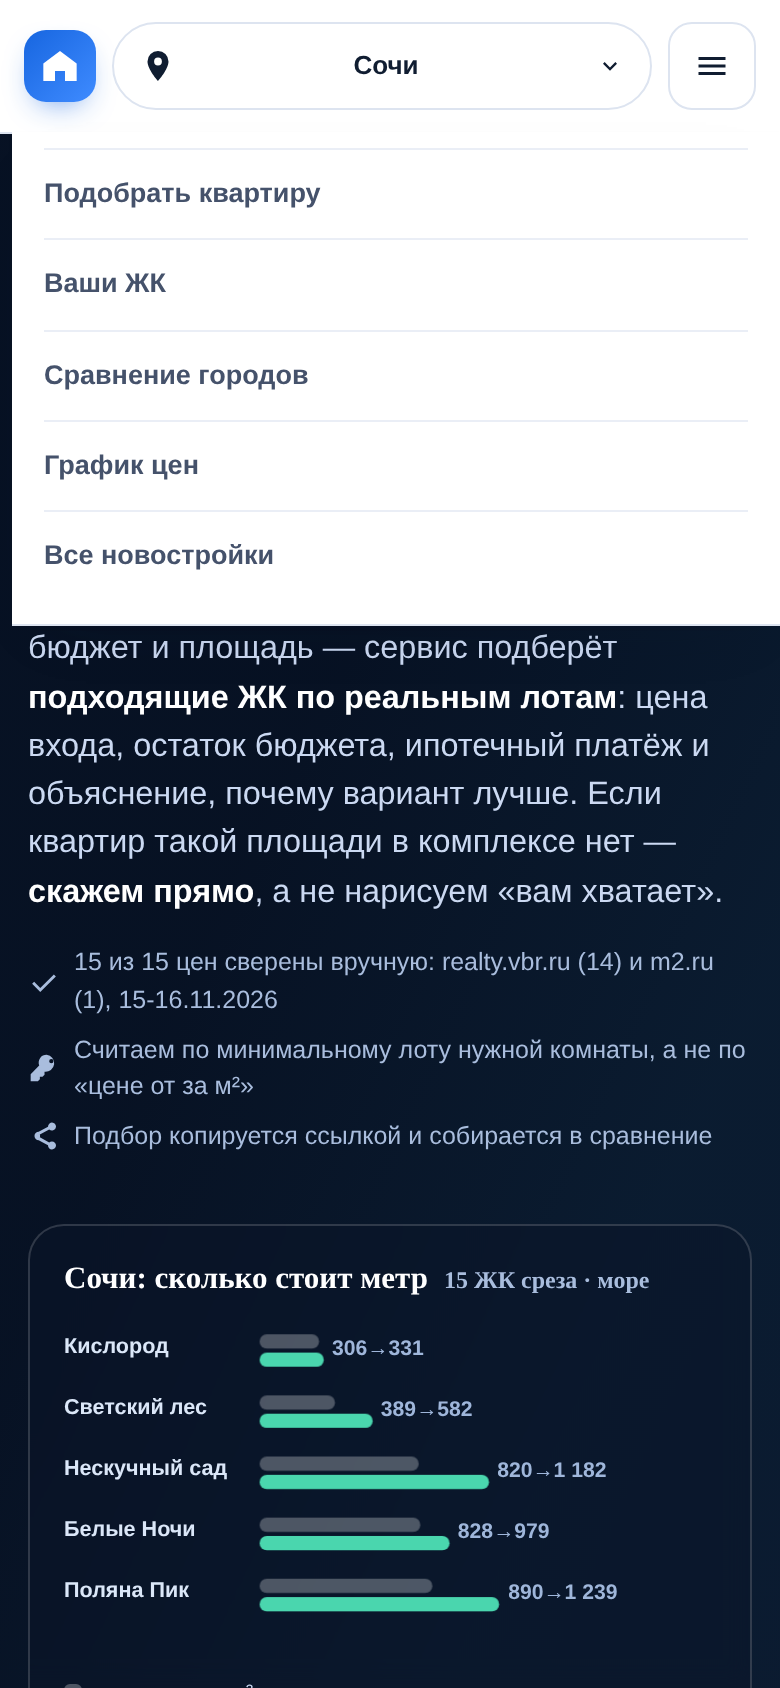 Сочи
Подобрать квартиру
Ваши ЖК
Сравнение городов
График цен
Все новостройки
бюджет и площадь — сервис подберёт
подходящие ЖК по реальным лотам: цена
входа, остаток бюджета, ипотечный платёж и
объяснение, почему вариант лучше. Если
квартир такой площади в комплексе нет —
скажем прямо, а не нарисуем «вам хватает».
15 из 15 цен сверены вручную: realty.vbr.ru (14) и m2.ru
(1), 15-16.11.2026
Считаем по минимальному лоту нужной комнаты, а не по
«цене от за м²»
Подбор копируется ссылкой и собирается в сравнение
Сочи: сколько стоит метр 15 ЖК среза · море
Кислород 306→331
Светский лес 389→582
Нескучный сад 820→1 182
Белые Ночи 828→979
Поляна Пик 890→1 239